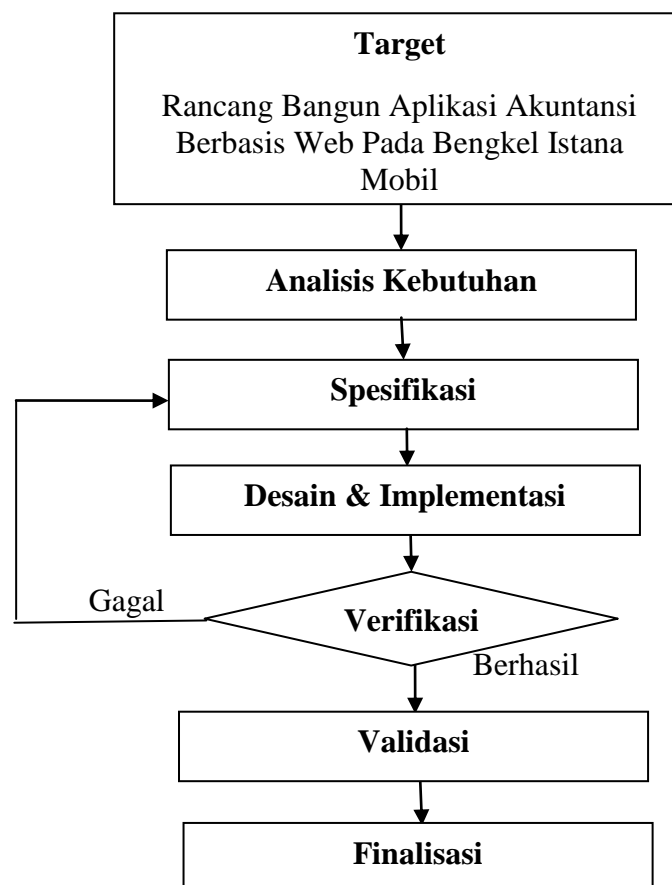 Target
Rancang Bangun Aplikasi Akuntansi
Berbasis Web Pada Bengkel Istana
Mobil
Analisis Kebutuhan
Spesifikasi
Desain & Implementasi
Gagal
Verifikasi
Berhasil
Validasi
Finalisasi